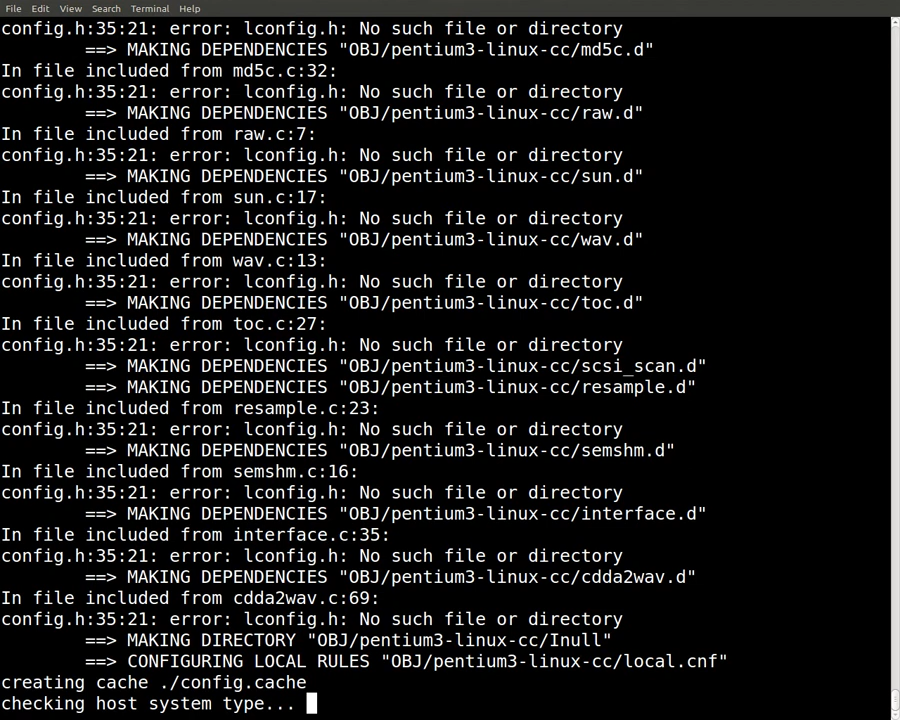 File Edit View Search Terminal Help
config.h:35:21: error: lconfig.h: No such file or directory
==> MAKING DEPENDENCIES "OBJ/pentium3-linux-cc/md5c.d"
In file included from md5c.c:32:
config.h:35:21: error: lconfig.h: No such file or directory
==> MAKING DEPENDENCIES "OBJ/pentium3-linux-cc/raw.d"
In file included from raw.c:7:
config.h:35:21: error: lconfig.h: No such file or directory
==> MAKING DEPENDENCIES "OBJ/pentium3-linux-cc/sun.d"
In file included from sun.c:17:
config.h:35:21: error: lconfig.h: No such file or directory
==> MAKING DEPENDENCIES "OBJ/pentium3-linux-cc/wav.d"
In file included from wav.c:13:
config.h:35:21: error: lconfig.h: No such file or directory
==> MAKING DEPENDENCIES "OBJ/pentium3-linux-cc/toc.d"
In file included from toc.c:27:
config.h:35:21: error: lconfig.h: No such file or directory
==> MAKING DEPENDENCIES "OBJ/pentium3-linux-cc/scsi_scan.d"
==> MAKING DEPENDENCIES "OBJ/pentium3-linux-cc/resample.d"
In file included from resample.c:23:
config.h:35:21: error: lconfig.h: No such file or directory
==> MAKING DEPENDENCIES "OBJ/pentium3-linux-cc/semshm.d"
In file included from semshm.c:16:
config.h:35:21: error: lconfig.h: No such file or directory
==> MAKING DEPENDENCIES "OBJ/pentium3-linux-cc/interface.d"
In file included from interface.c:35:
config.h:35:21: error: lconfig.h: No such file or directory
==> MAKING DEPENDENCIES "OBJ/pentium3-linux-cc/cdda2wav.d"
In file included from cdda2wav.c:69:
config.h:35:21: error: lconfig.h: No such file or directory
==> MAKING DIRECTORY "OBJ/pentium3-linux-cc/Inull"
==> CONFIGURING LOCAL RULES "OBJ/pentium3-linux-cc/local.cnf"
creating cache ./config.cache
checking host system type...